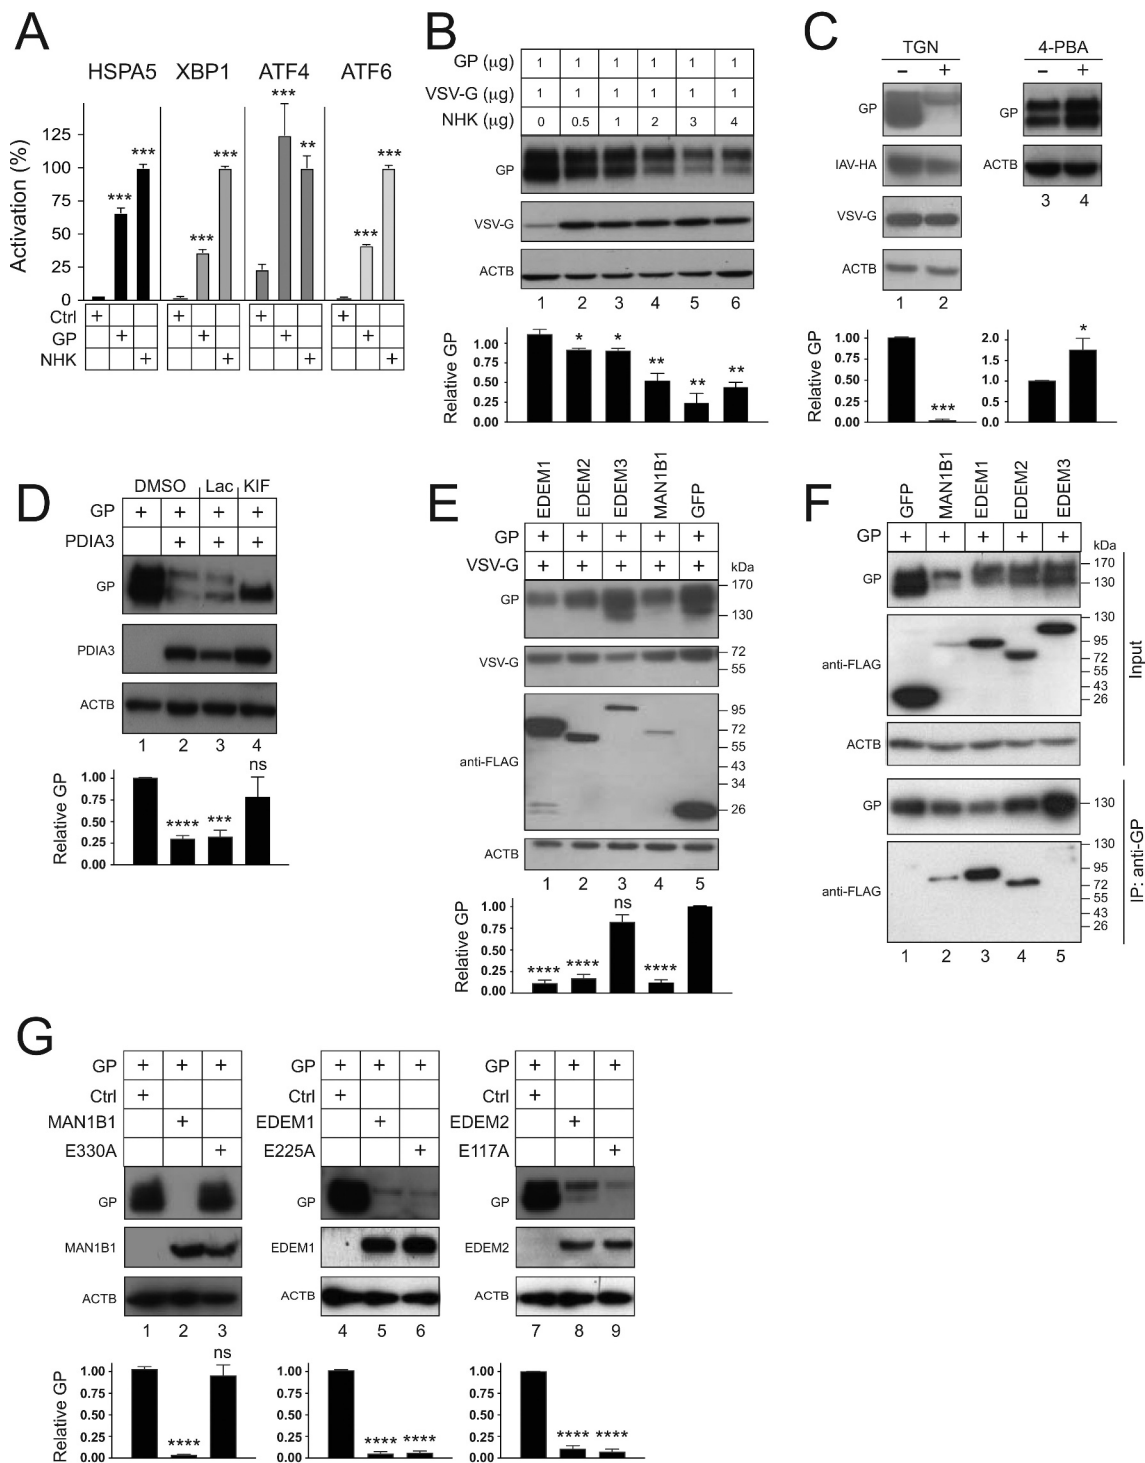 A
HSPA5 XBP1 ATF4 ATF6
Activation (%)
125
100
75
50
25
0
*** *** *** *** *** ** *** ***
Ctrl + + + +
GP + + + +
NHK + + + +
B
GP (µg) 1 1 1 1 1 1
VSV-G (µg) 1 1 1 1 1 1
NHK (µg) 0 0.5 1 2 3 4
GP
VSV-G
ACTB
1 2 3 4 5 6
Relative GP
1.00
0.75
0.50
0.25
0.00
* * ** ** **
C
TGN 4-PBA
− + − +
GP GP
IAV-HA
VSV-G
ACTB ACTB
1 2 3 4
Relative GP
1.00
0.75
0.50
0.25
0.00
***
2.0
1.0
1.0
0.5
0.0
*
D
DMSO Lac KIF
GP + + + +
PDIA3 + + +
GP
PDIA3
ACTB
1 2 3 4
Relative GP
1.00
0.75
0.50
0.25
0.00
**** *** ns
E
EDEM1 EDEM2 EDEM3 MAN1B1 GFP
GP + + + + +
VSV-G + + + + + kDa
GP
170
130
VSV-G
72
55
anti-FLAG
95
72
55
43
34
26
ACTB
1 2 3 4 5
Relative GP
1.00
0.75
0.50
0.25
0.00
**** **** ns ****
F
GFP MAN1B1 EDEM1 EDEM2 EDEM3
GP + + + + + kDa
GP
170
130
anti-FLAG
130
95
72
55
43
26
ACTB
Input
GP
130
anti-FLAG
130
95
72
55
43
26
IP: anti-GP
1 2 3 4 5
G
GP + + + GP + + + GP + + +
Ctrl + Ctrl + Ctrl +
MAN1B1 + EDEM1 + EDEM2 +
E330A + E225A + E117A +
GP GP GP
MAN1B1 EDEM1 EDEM2
ACTB ACTB ACTB
1 2 3 4 5 6 7 8 9
Relative GP
1.00 1.00 1.00
0.75 0.75 0.75
0.50 0.50 0.50
0.25 0.25 0.25
0.00 0.00 0.00
**** ns **** **** **** ****